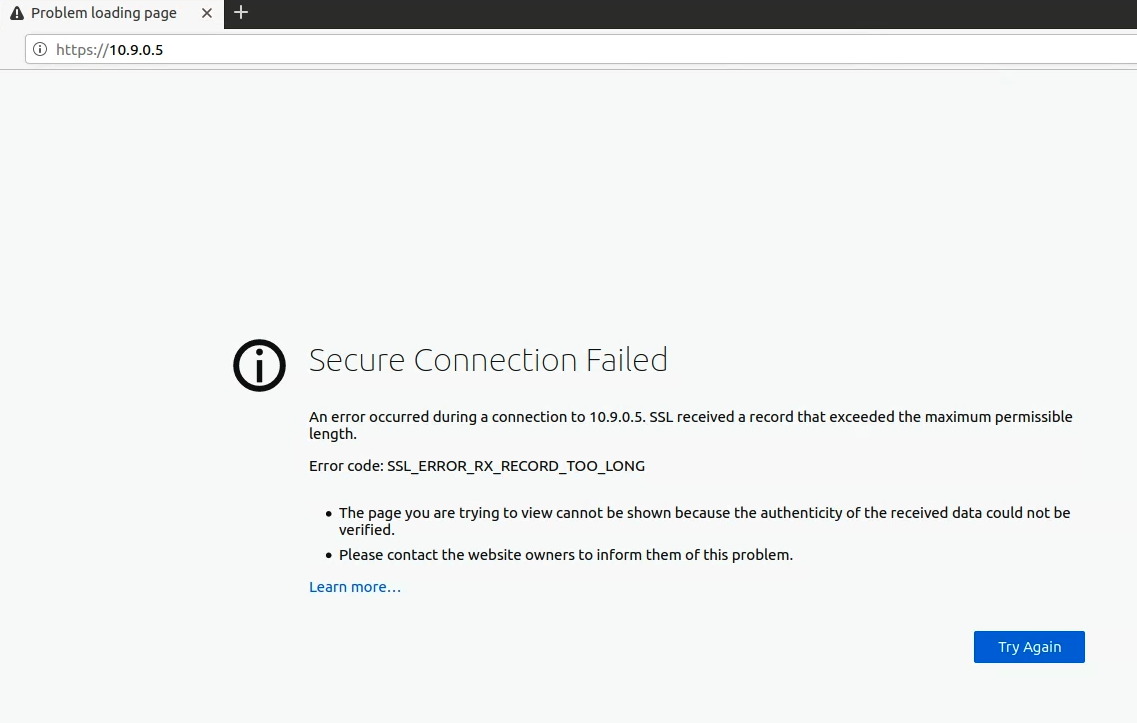 Problem loading page
https://10.9.0.5
Secure Connection Failed
An error occurred during a connection to 10.9.0.5. SSL received a record that exceeded the maximum permissible
length.
Error code: SSL_ERROR_RX_RECORD_TOO_LONG
• The page you are trying to view cannot be shown because the authenticity of the received data could not be
verified.
• Please contact the website owners to inform them of this problem.
Learn more…
Try Again